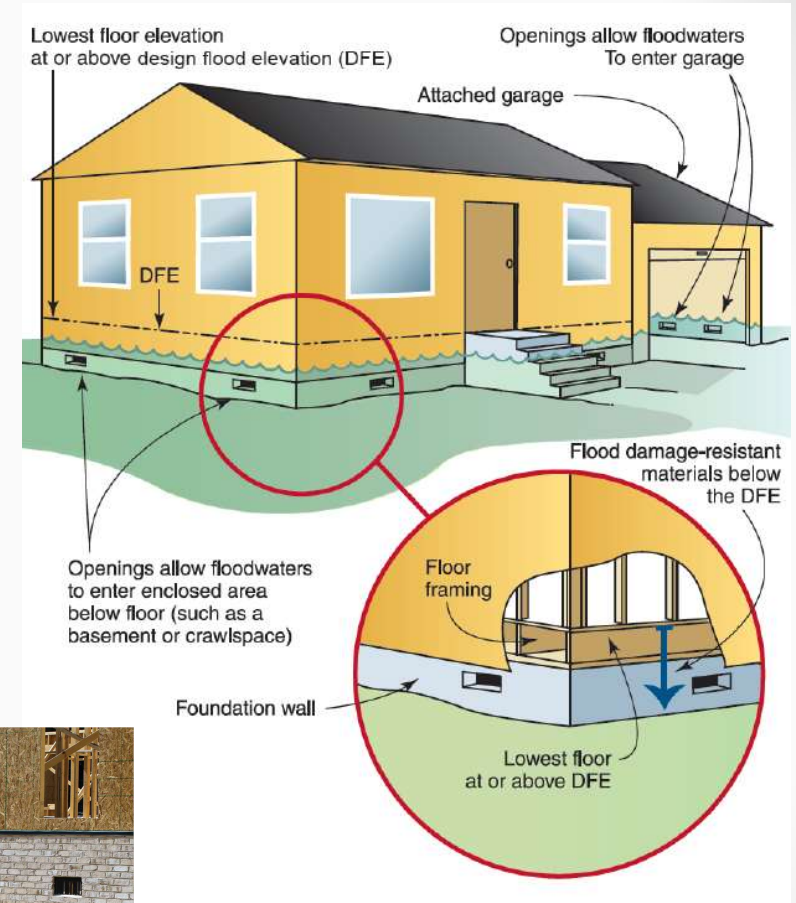 Lowest floor elevation
at or above design flood elevation (DFE)
Openings allow floodwaters
To enter garage
Attached garage
DFE
Flood damage-resistant
materials below
the DFE
Openings allow floodwaters
to enter enclosed area
below floor (such as a
basement or crawlspace)
Floor
framing
Foundation wall
Lowest floor
at or above DFE